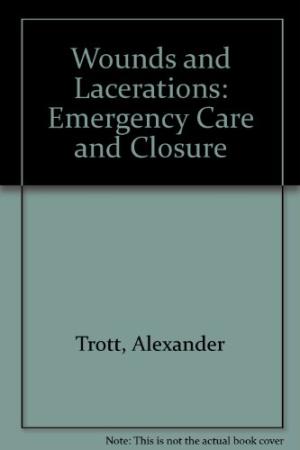 Wounds and
Lacerations:
Emergency Care
and Closure
Trott, Alexander
Note: This is not the actual book cover